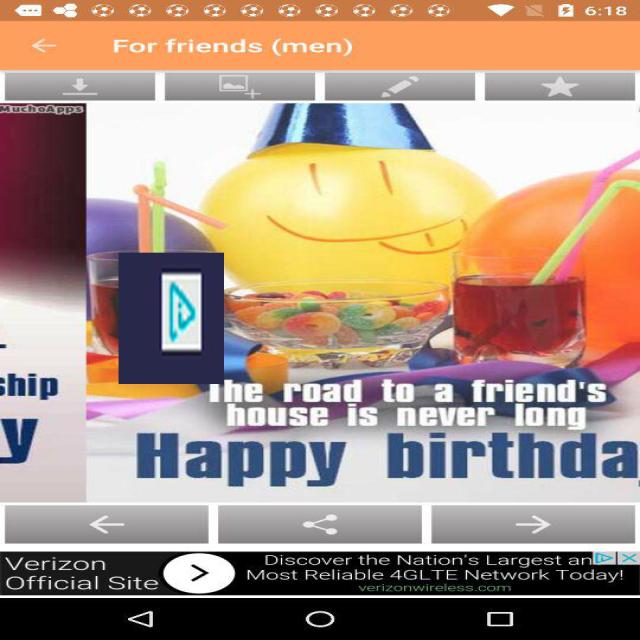 6:18
For friends (men)
MuchoApps
ship
y
The road to a friend's
house is never long
Happy birthda
Verizon
Official Site
Discover the Nation's Largest an
Most Reliable 4GLTE Network Today!
verizonwireless.com